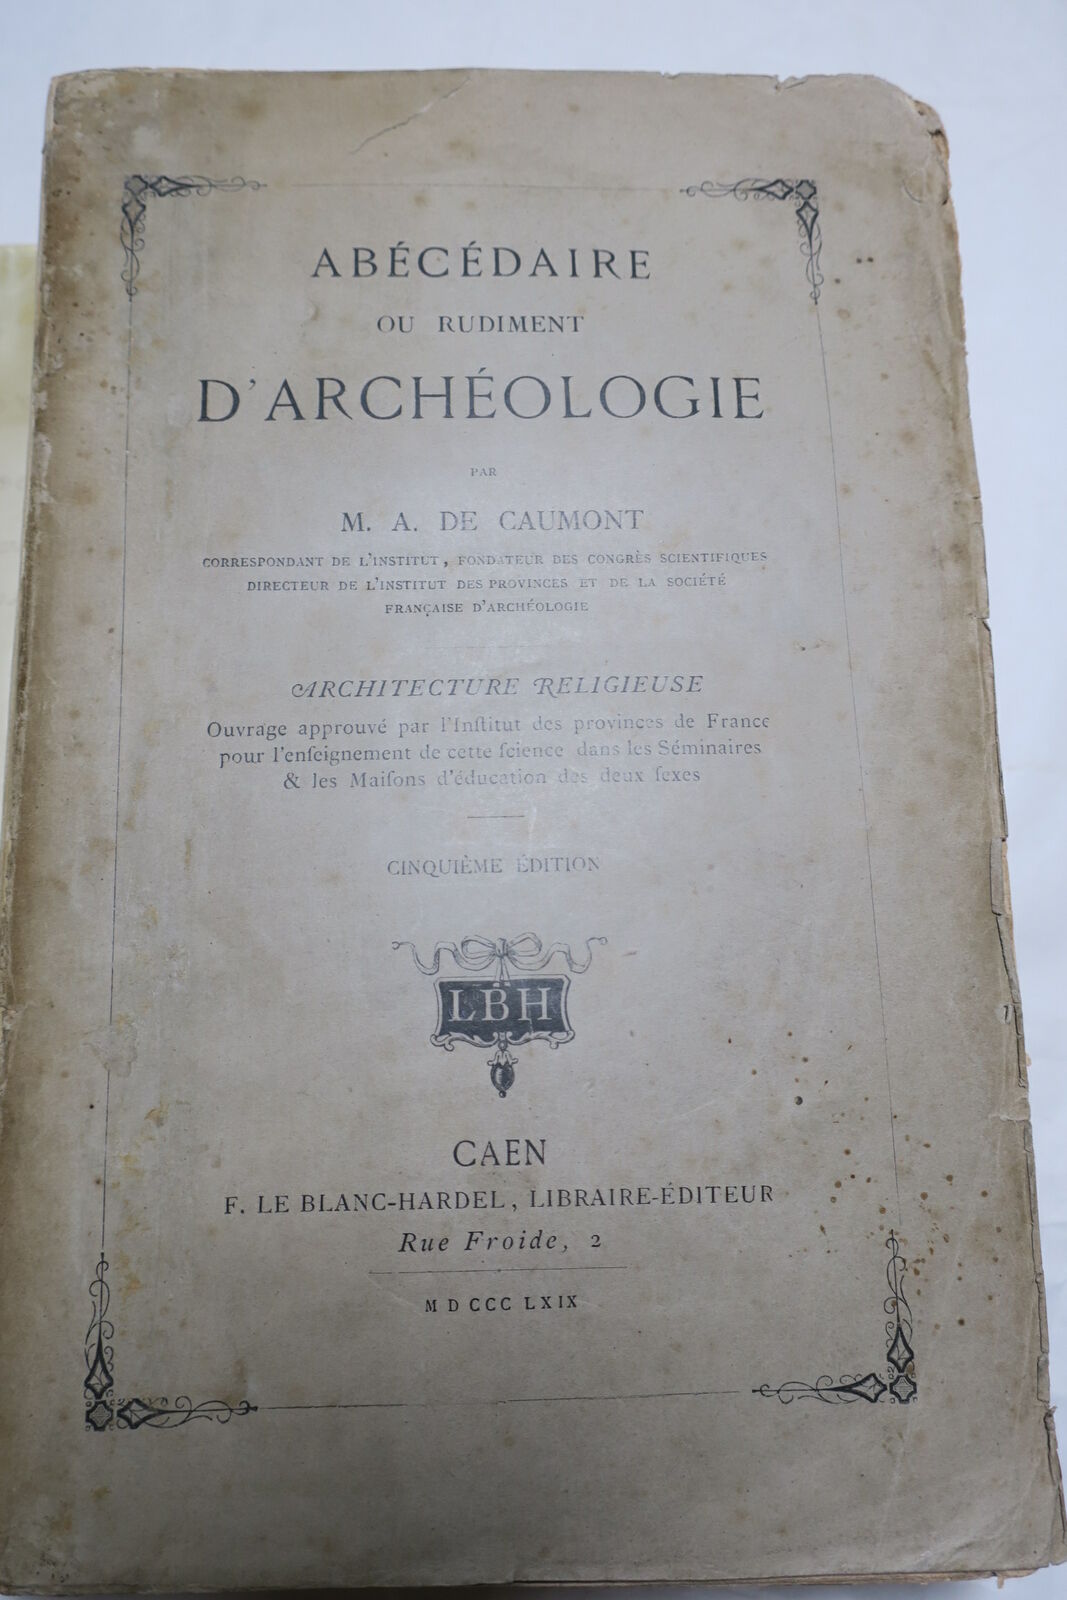 ABÉCÉDAIRE
OU RUDIMENT
D'ARCHÉOLOGIE
PAR
M. A. DE CAUMONT
CORRESPONDANT DE L'INSTITUT, FONDATEUR DES CONGRÈS SCIENTIFIQUES
DIRECTEUR DE L'INSTITUT DES PROVINCES ET DE LA SOCIÉTÉ
FRANÇAISE D'ARCHÉOLOGIE
ARCHITECTURE RELIGIEUSE
Ouvrage approuvé par l'Inſtitut des provinces de France
pour l'enſeignement de cette ſcience dans les Séminaires
& les Maiſons d'éducation des deux ſexes
CINQUIÈME ÉDITION
LBH
CAEN
F. LE BLANC-HARDEL, LIBRAIRE-ÉDITEUR
Rue Froide, 2
M D CCC LXIX